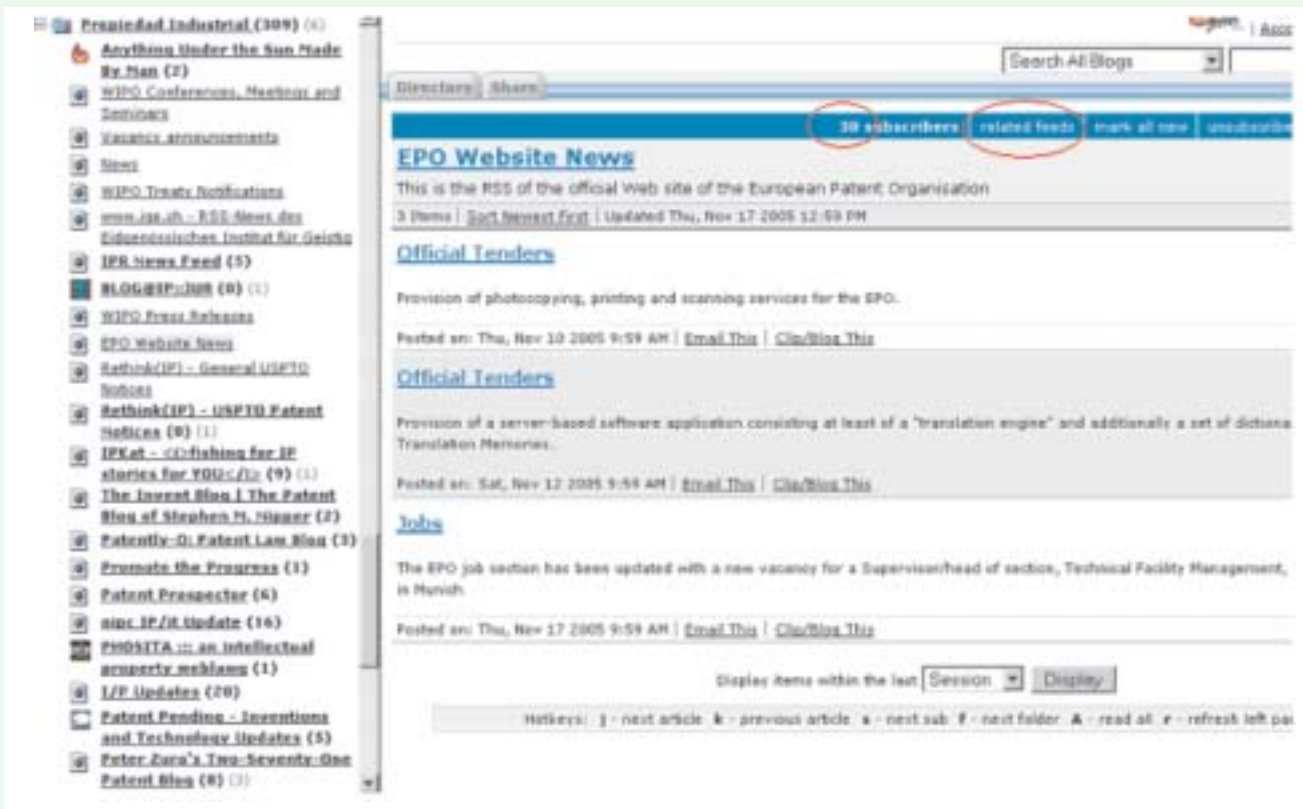 Propiedad Industrial (309) (6)
Anything Under the Sun Made
By Man (2)
WIPO Conferences, Meetings and
Seminars
Vacancy announcements
News
WIPO Treaty Notifications
www.ige.ch - RSS-News des
Eidgenössischen Institut für Geistig
IPR News Feed (5)
BLOG@IP::JUR (0) (1)
WIPO Press Releases
EPO Website News
Rethink(IP) - General USPTO
Notices
Rethink(IP) - USPTO Patent
Notices (0) (1)
IPKat - <i>fishing for IP
stories for YOU</i> (9) (1)
The Invent Blog | The Patent
Blog of Stephen M. Nipper (2)
Patently-O: Patent Law Blog (3)
Promote the Progress (1)
Patent Prospector (6)
nipc IP/it Update (16)
PHOSITA ::: an intellectual
property weblawg (1)
I/P Updates (20)
Patent Pending - Inventions
and Technology Updates (5)
Peter Zura's Two-Seventy-One
Patent Blog (8) (3)
Search All Blogs
Directory Share
30 subscribers related feeds mark all new unsubscribe
EPO Website News
This is the RSS of the official Web site of the European Patent Organisation
3 Items | Sort Newest First | Updated Thu, Nov 17 2005 12:59 PM
Official Tenders
Provision of photocopying, printing and scanning services for the EPO.
Posted on: Thu, Nov 10 2005 9:59 AM | Email This | Clip/Blog This
Official Tenders
Provision of a server-based software application consisting at least of a "translation engine" and additionally a set of dictiona
Translation Memories.
Posted on: Sat, Nov 12 2005 9:59 AM | Email This | Clip/Blog This
Jobs
The EPO job section has been updated with a new vacancy for a Supervisor/head of section, Technical Facility Management,
in Munich
Posted on: Thu, Nov 17 2005 9:59 AM | Email This | Clip/Blog This
Display items within the last Session Display
Hotkeys: j - next article k - previous article s - next sub f - next folder A - read all r - refresh left pa